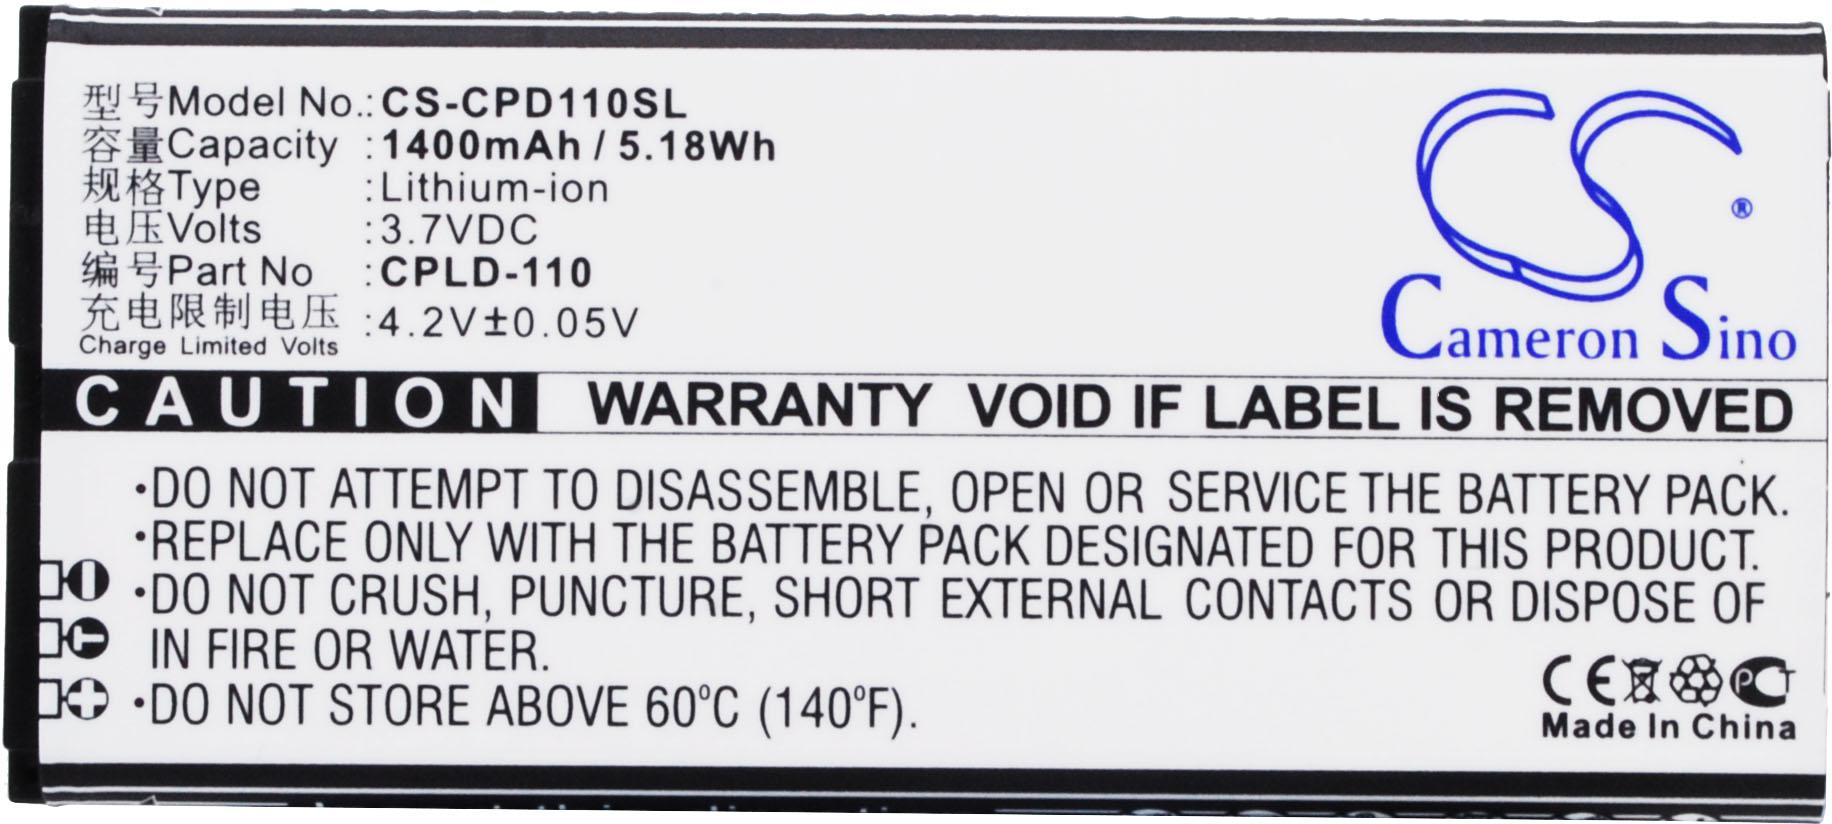 型号Model No.:CS-CPD110SL
容量Capacity :1400mAh / 5.18Wh
规格Type :Lithium-ion
电压Volts :3.7VDC
编号Part No :CPLD-110
充电限制电压 :4.2V±0.05V
Charge Limited Volts
CS
®
Cameron Sino
CAUTION WARRANTY VOID IF LABEL IS REMOVED
·DO NOT ATTEMPT TO DISASSEMBLE, OPEN OR SERVICE THE BATTERY PACK.
·REPLACE ONLY WITH THE BATTERY PACK DESIGNATED FOR THIS PRODUCT.
·DO NOT CRUSH, PUNCTURE, SHORT EXTERNAL CONTACTS OR DISPOSE OF
IN FIRE OR WATER.
·DO NOT STORE ABOVE 60°C (140°F).
CE PCT
Made In China